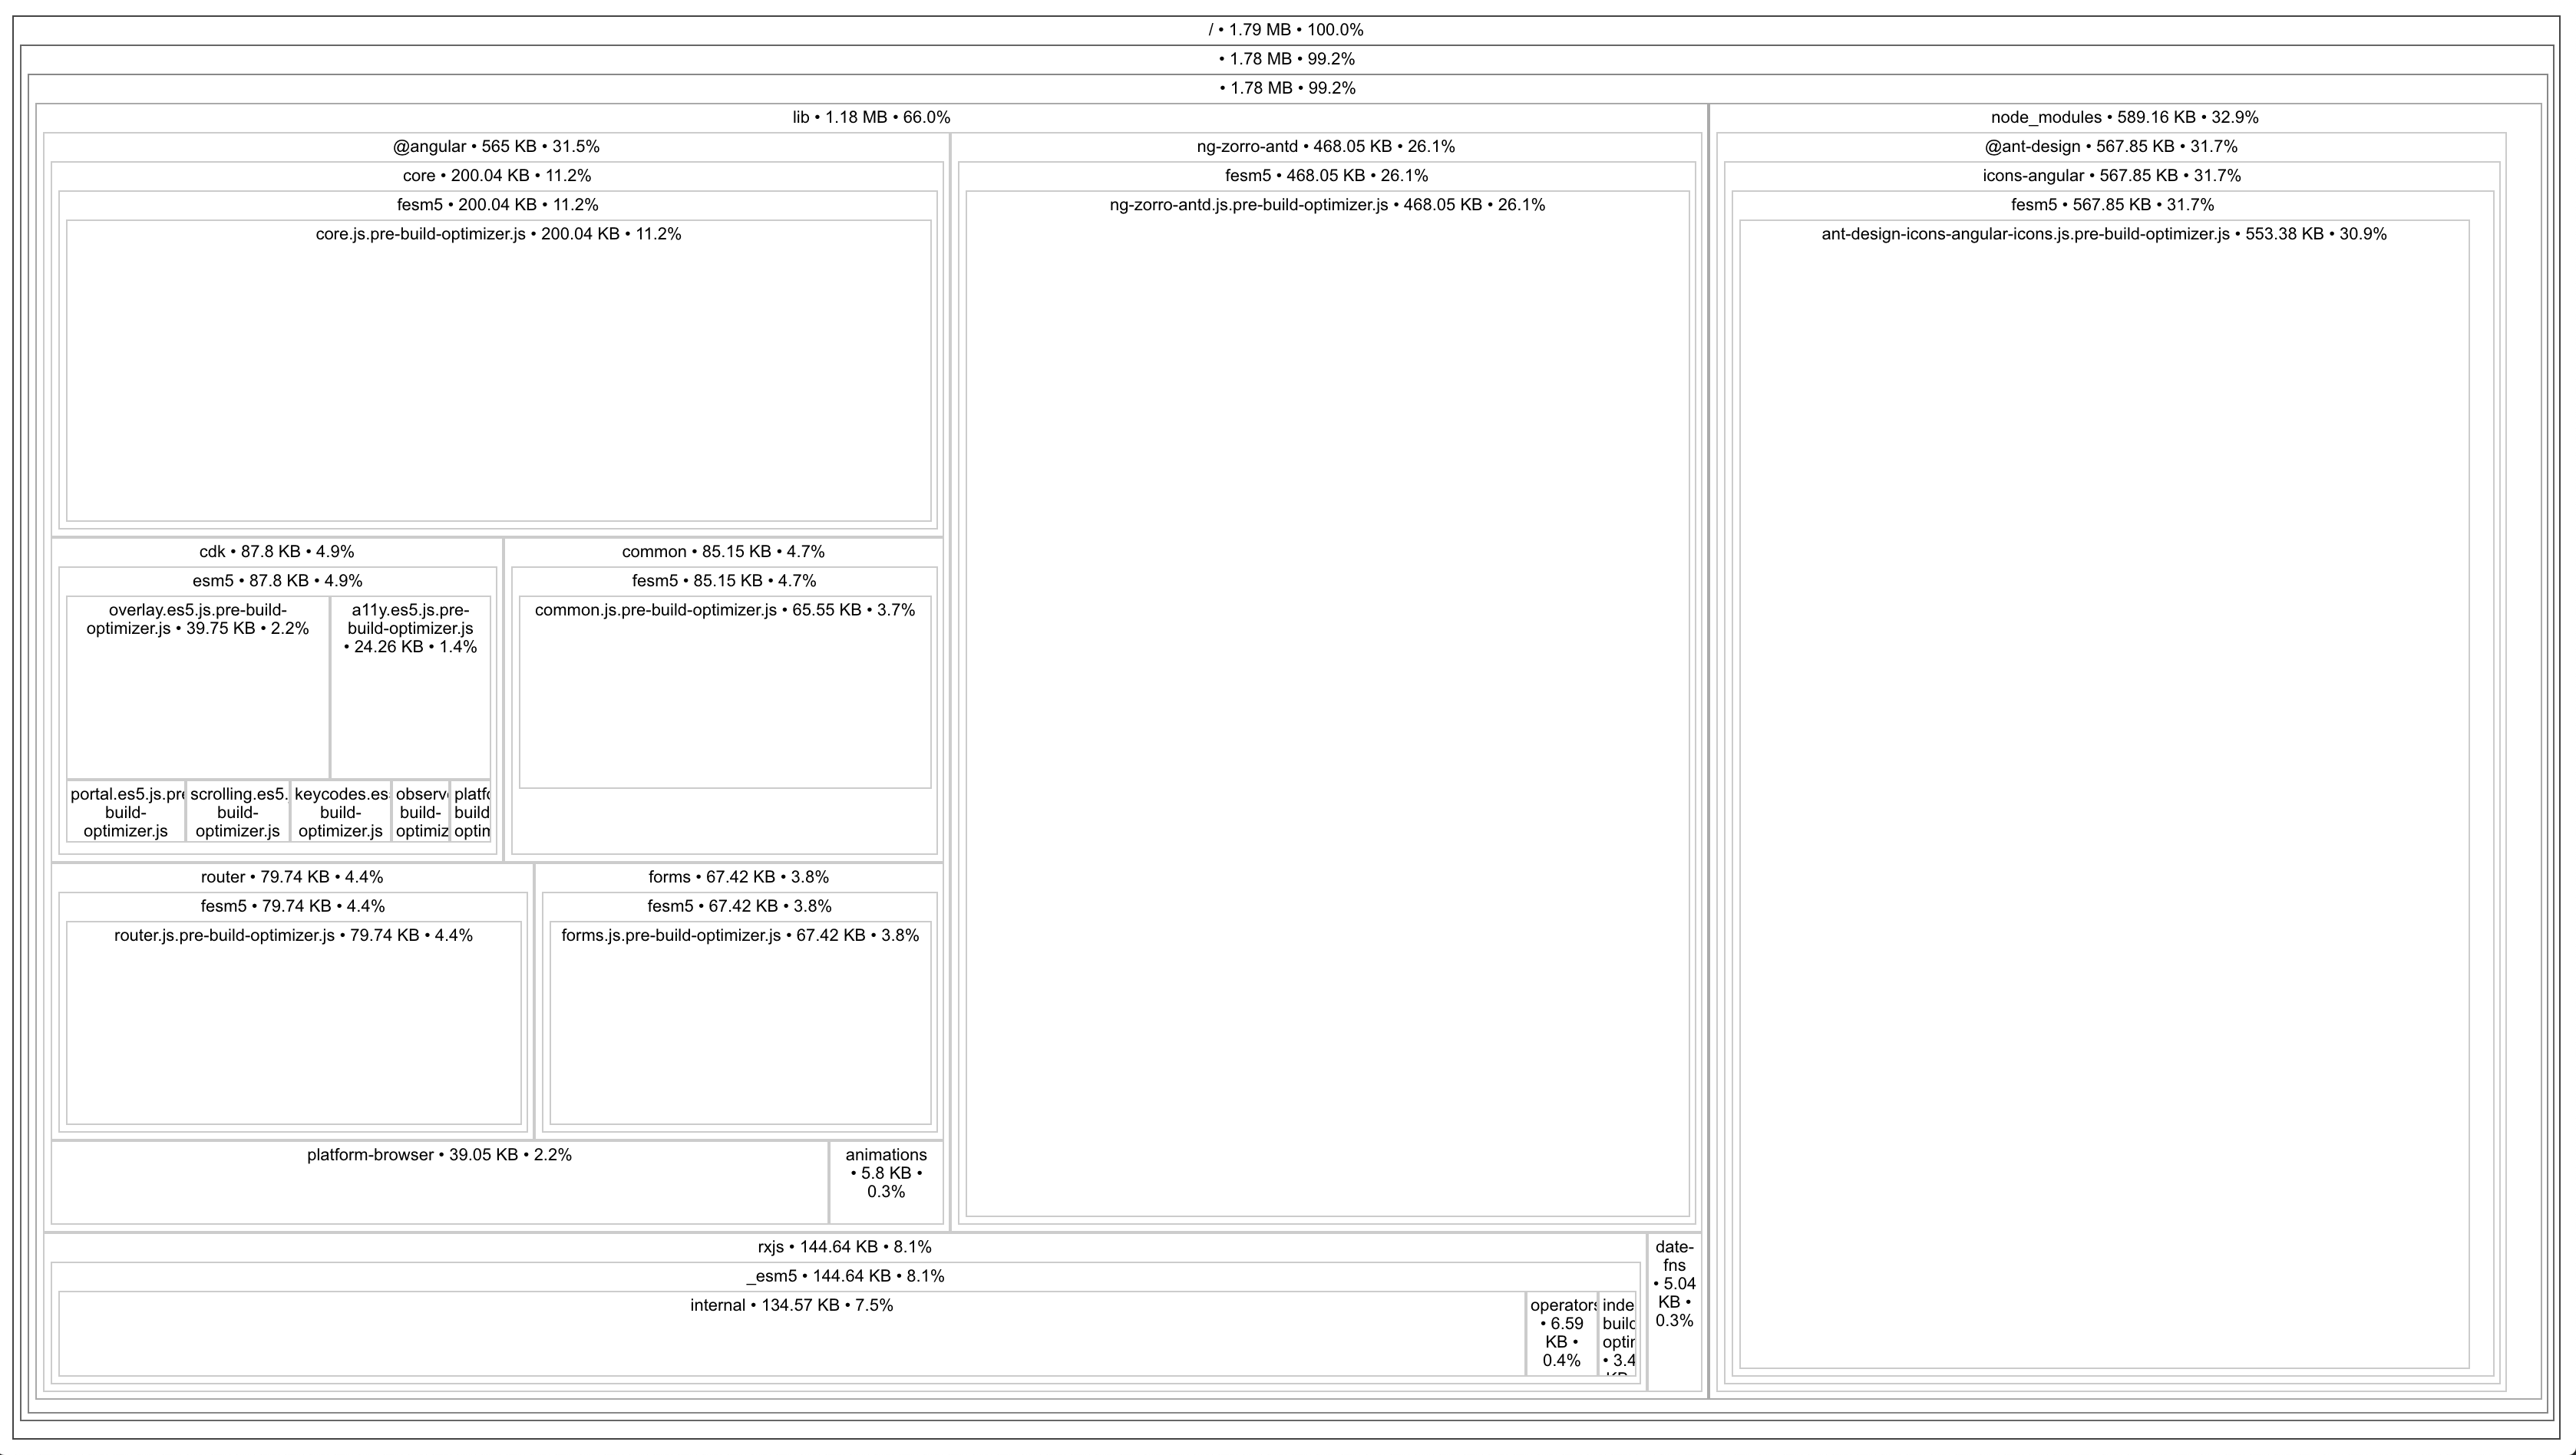 / • 1.79 MB • 100.0%
• 1.78 MB • 99.2%
• 1.78 MB • 99.2%
lib • 1.18 MB • 66.0%
@angular • 565 KB • 31.5%
core • 200.04 KB • 11.2%
fesm5 • 200.04 KB • 11.2%
core.js.pre-build-optimizer.js • 200.04 KB • 11.2%
cdk • 87.8 KB • 4.9%
esm5 • 87.8 KB • 4.9%
overlay.es5.js.pre-build-
optimizer.js • 39.75 KB • 2.2%
a11y.es5.js.pre-
build-optimizer.js
• 24.26 KB • 1.4%
portal.es5.js.pre
build-
optimizer.js
scrolling.es5.
build-
optimizer.js
keycodes.es
build-
optimizer.js
observ
build-
optimiz
platf
build
optim
common • 85.15 KB • 4.7%
fesm5 • 85.15 KB • 4.7%
common.js.pre-build-optimizer.js • 65.55 KB • 3.7%
router • 79.74 KB • 4.4%
fesm5 • 79.74 KB • 4.4%
router.js.pre-build-optimizer.js • 79.74 KB • 4.4%
forms • 67.42 KB • 3.8%
fesm5 • 67.42 KB • 3.8%
forms.js.pre-build-optimizer.js • 67.42 KB • 3.8%
platform-browser • 39.05 KB • 2.2%
animations
• 5.8 KB •
0.3%
ng-zorro-antd • 468.05 KB • 26.1%
fesm5 • 468.05 KB • 26.1%
ng-zorro-antd.js.pre-build-optimizer.js • 468.05 KB • 26.1%
rxjs • 144.64 KB • 8.1%
_esm5 • 144.64 KB • 8.1%
internal • 134.57 KB • 7.5%
operators
• 6.59
KB •
0.4%
inde
build
optim
• 3.4
date-
fns
• 5.04
KB •
0.3%
node_modules • 589.16 KB • 32.9%
@ant-design • 567.85 KB • 31.7%
icons-angular • 567.85 KB • 31.7%
fesm5 • 567.85 KB • 31.7%
ant-design-icons-angular-icons.js.pre-build-optimizer.js • 553.38 KB • 30.9%